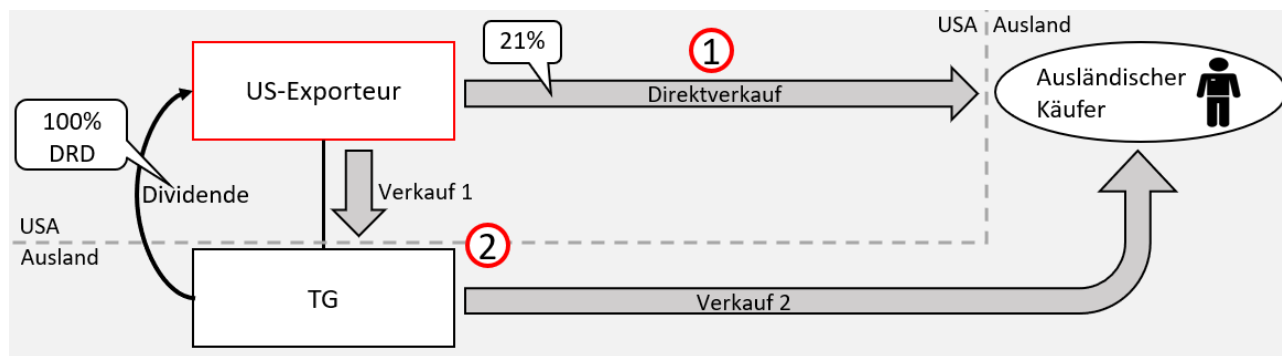 21%
1
USA
Ausland
US-Exporteur
Direktverkauf
Ausländischer
Käufer
100%
DRD
Dividende
Verkauf 1
USA
Ausland
2
TG
Verkauf 2